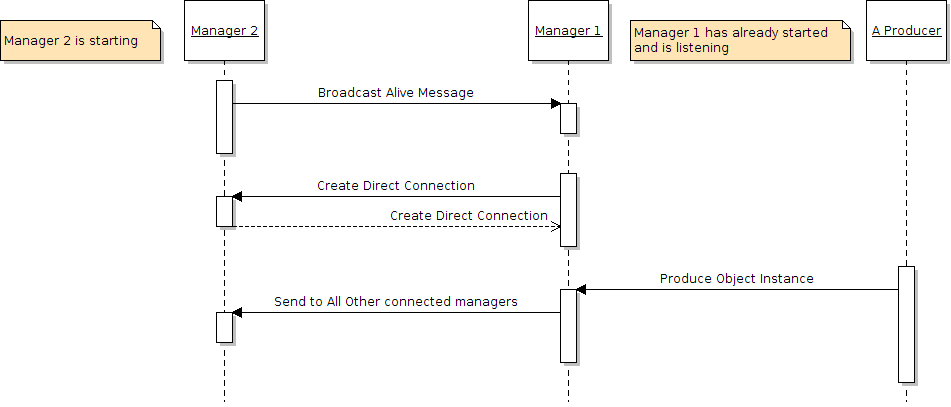 Manager 2 is starting
Manager 2
Manager 1
Manager 1 has already started
and is listening
A Producer
Broadcast Alive Message
Create Direct Connection
Create Direct Connection
Produce Object Instance
Send to All Other connected managers